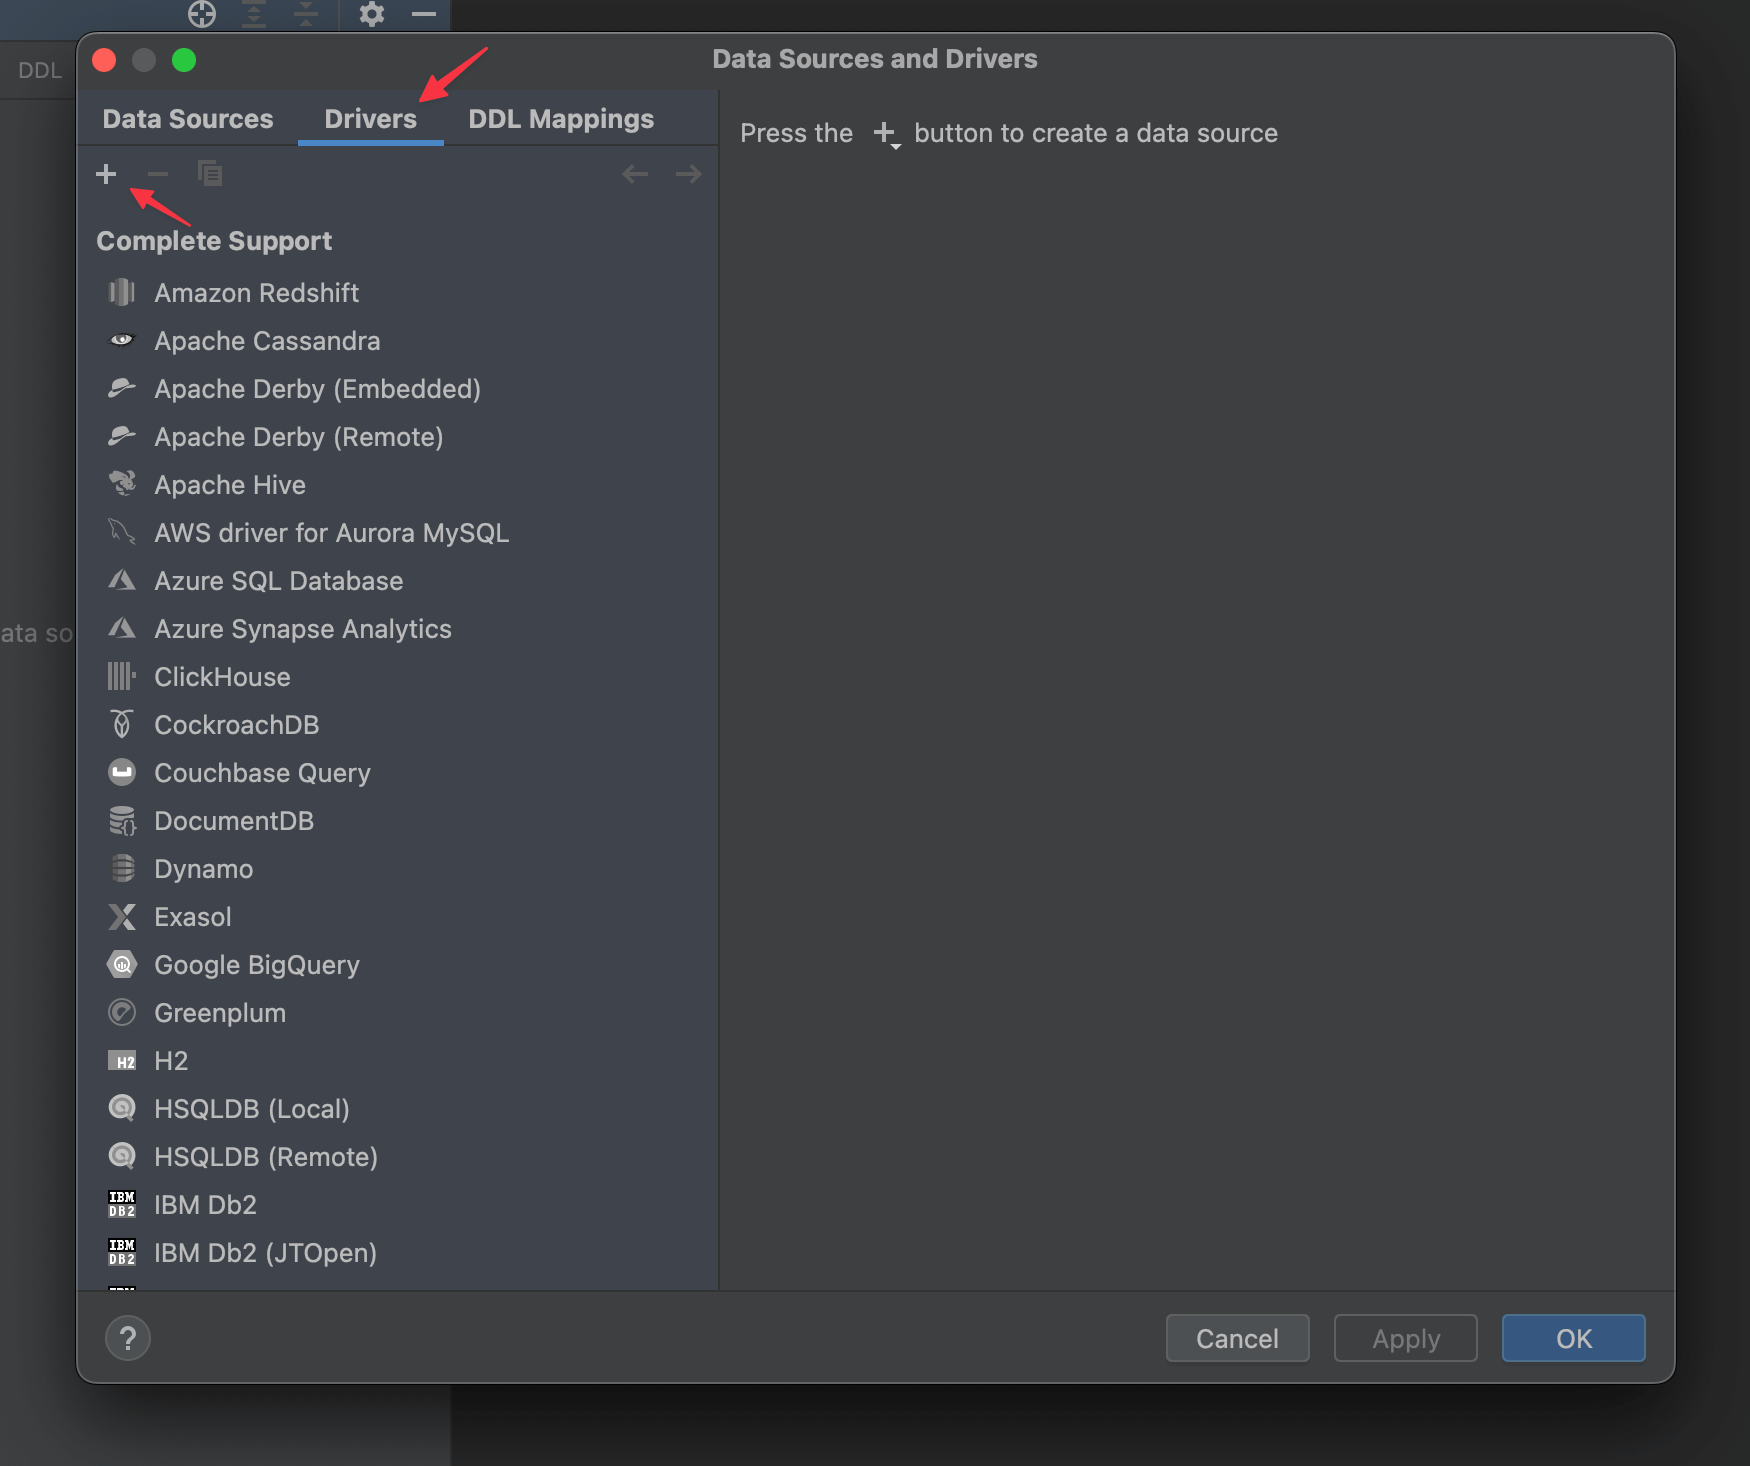 DDL
Data Sources and Drivers
Data Sources
Drivers
DDL Mappings
Press the + button to create a data source
Complete Support
Amazon Redshift
Apache Cassandra
Apache Derby (Embedded)
Apache Derby (Remote)
Apache Hive
AWS driver for Aurora MySQL
Azure SQL Database
ata so
Azure Synapse Analytics
ClickHouse
CockroachDB
Couchbase Query
DocumentDB
Dynamo
Exasol
Google BigQuery
Greenplum
H2 H2
HSQLDB (Local)
HSQLDB (Remote)
IBM DB2 IBM Db2
IBM DB2 IBM Db2 (JTOpen)
?
Cancel
Apply
OK